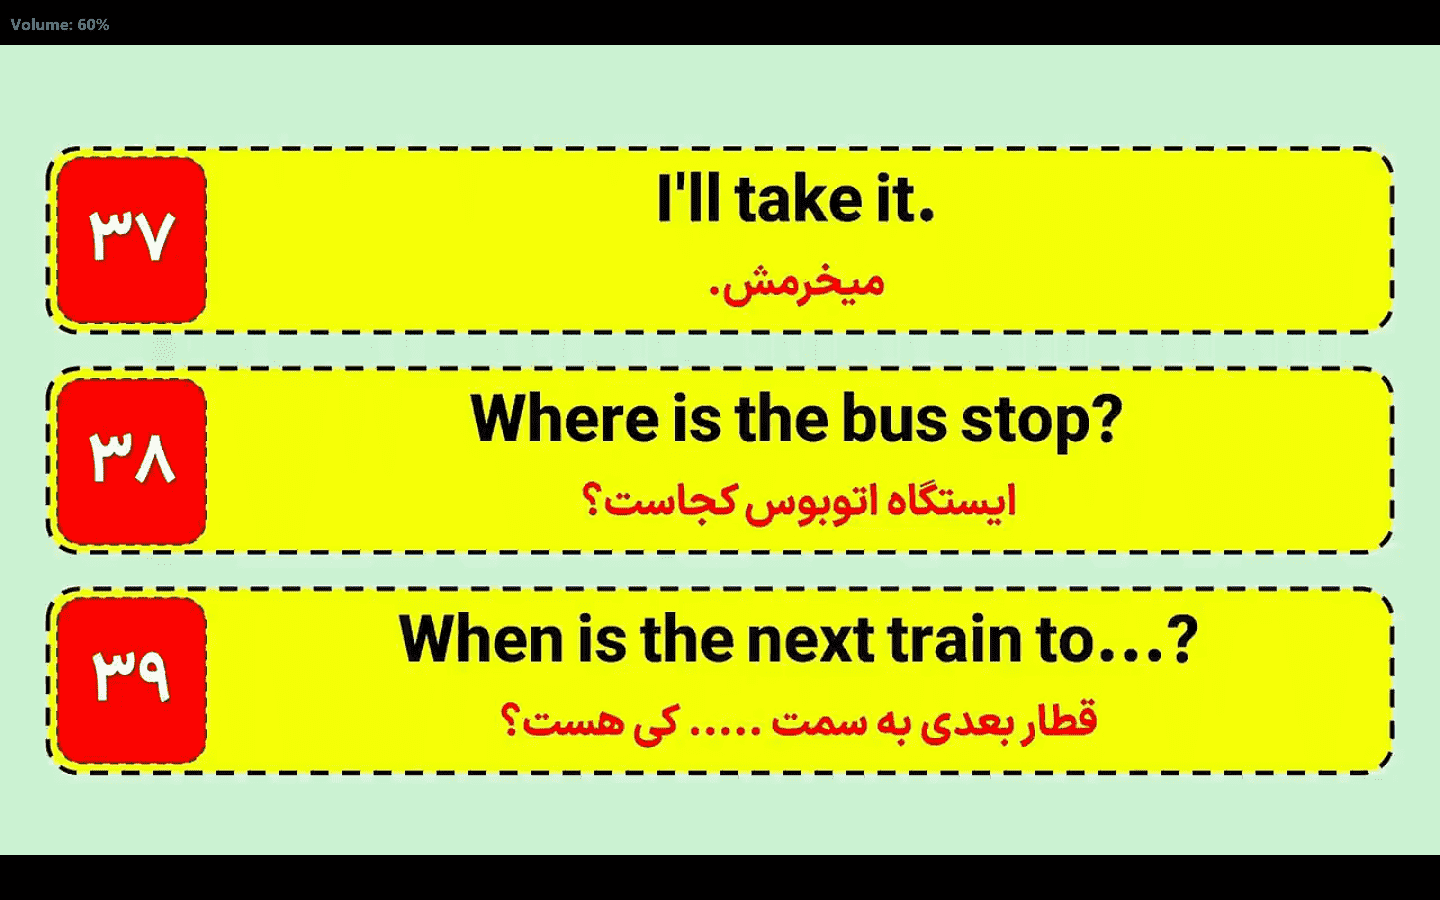 Volume: 60%
۳۷
I'll take it.
میخرمش.
۳۸
Where is the bus stop?
ایستگاه اتوبوس کجاست؟
۳۹
When is the next train to...?
قطار بعدی به سمت ..... کی هست؟